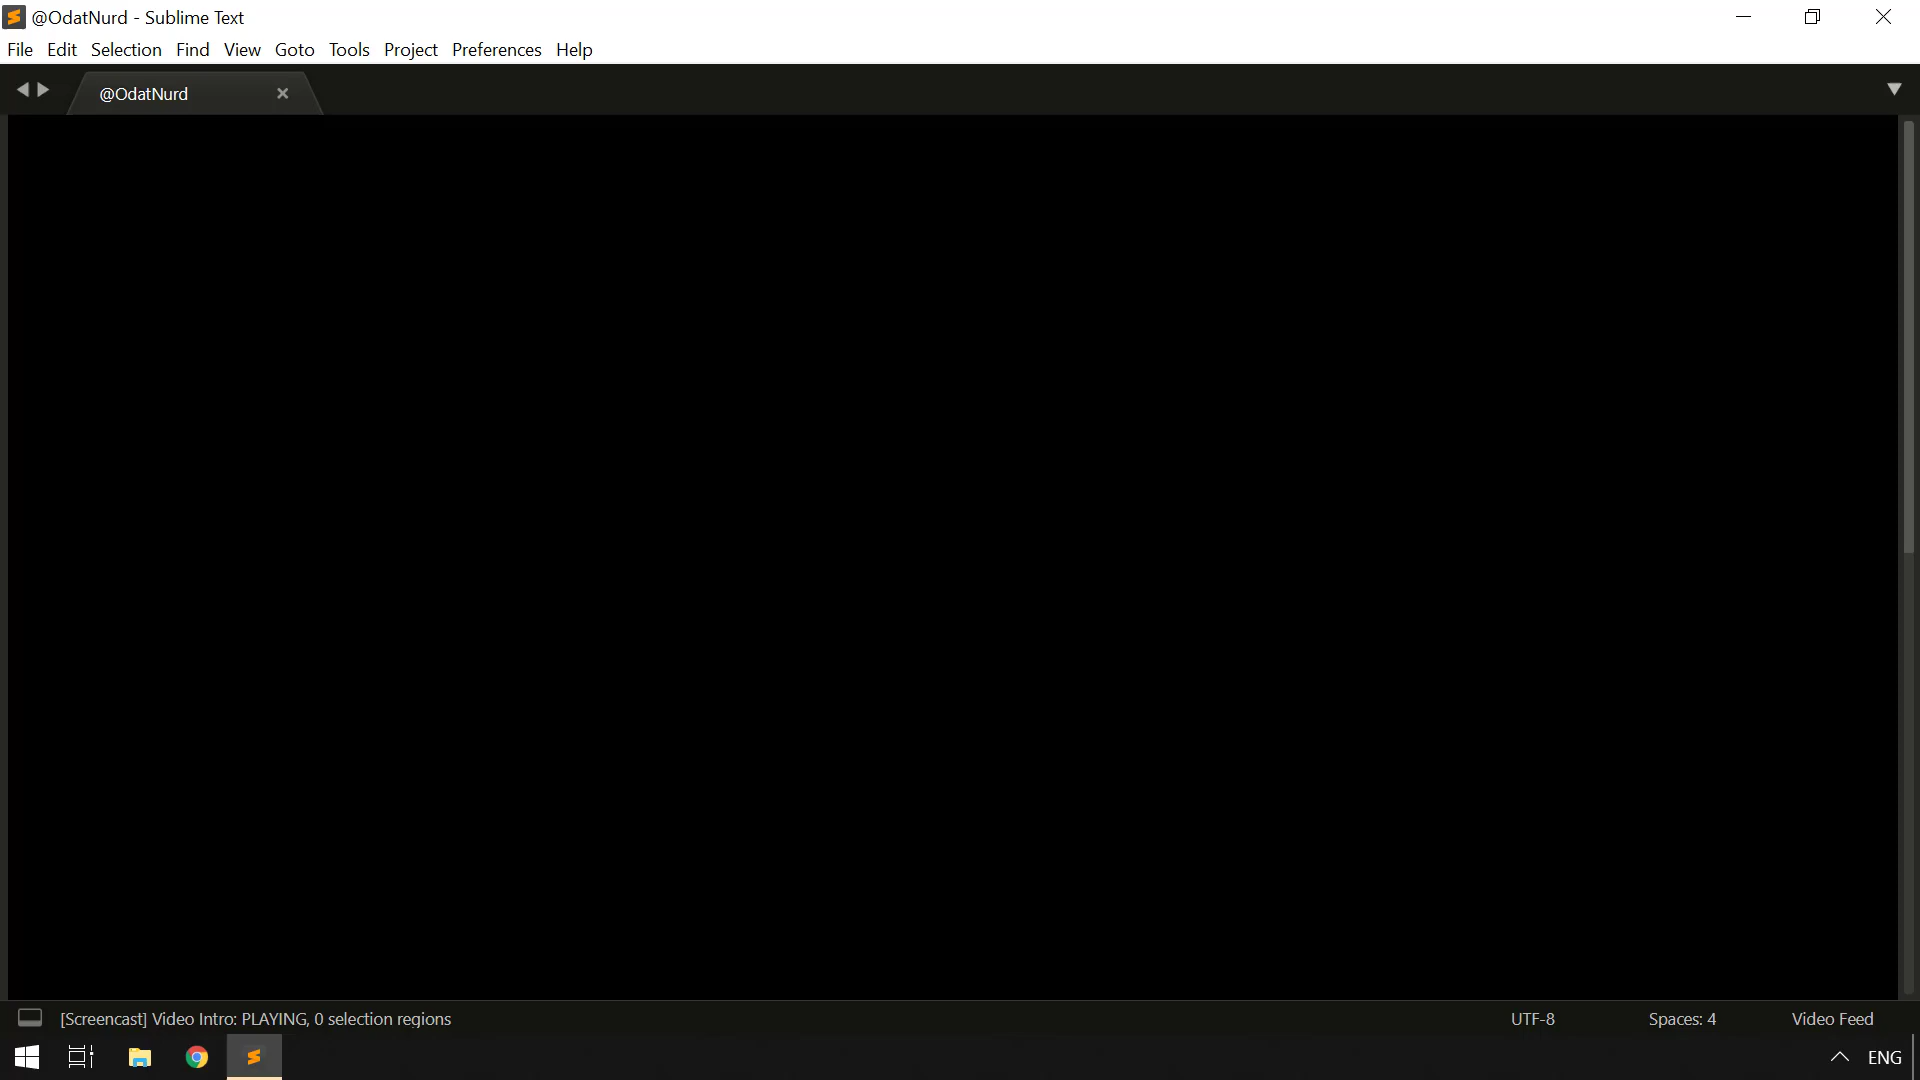 @OdatNurd - Sublime Text
File Edit Selection Find View Goto Tools Project Preferences Help
@OdatNurd
[Screencast] Video Intro: PLAYING, 0 selection regions UTF-8 Spaces: 4 Video Feed
ENG